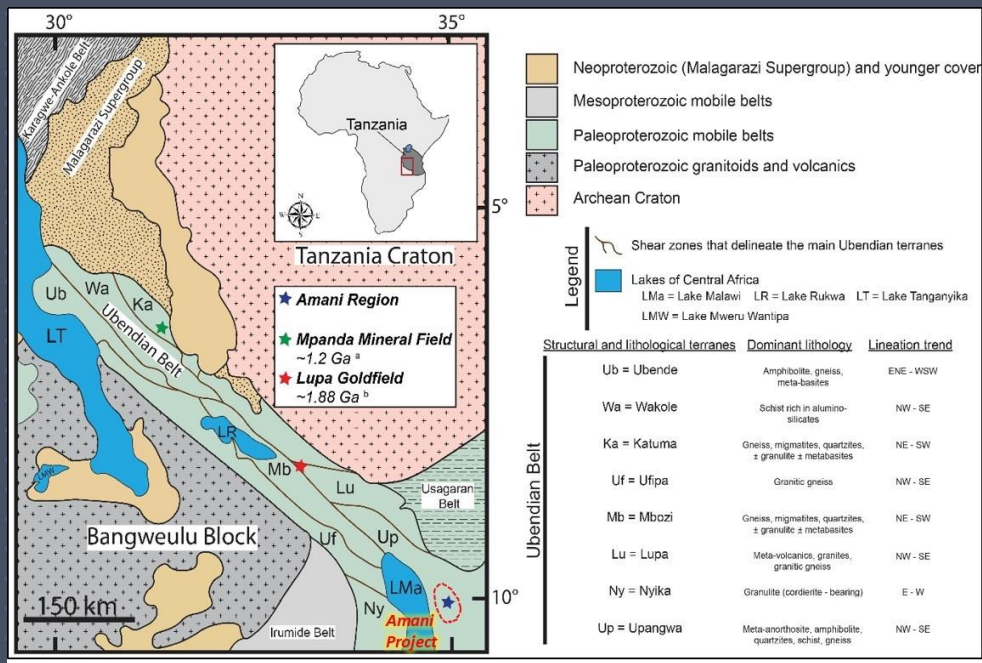 30°
35°
Karagwe-Ankole Belt
Malagarazi Supergroup
Tanzania
N
W
E
S
5°
Tanzania Craton
Amani Region
Mpanda Mineral Field
~1.2 Ga ᵃ
Lupa Goldfield
~1.88 Ga ᵇ
Ub
Wa
Ka
Ubendian Belt
LT
LR
Mb
Lu
Usagaran
Belt
LMW
Bangweulu Block
Uf
Up
LMa
10°
150 km
Ny
Irumide Belt
Amani
Project
Neoproterozoic (Malagarazi Supergroup) and younger cover
Mesoproterozoic mobile belts
Paleoproterozoic mobile belts
Paleoproterozoic granitoids and volcanics
Archean Craton
Legend
Shear zones that delineate the main Ubendian terranes
Lakes of Central Africa
LMa = Lake Malawi LR = Lake Rukwa LT = Lake Tanganyika
LMW = Lake Mweru Wantipa
Ubendian Belt
Structural and lithological terranes Dominant lithology Lineation trend
Ub = Ubende Amphibolite, gneiss, ENE - WSW
meta-basites
Wa = Wakole Schist rich in alumino- NW - SE
silicates
Ka = Katuma Gneiss, migmatites, quartzites, NE - SW
± granulite ± metabasites
Uf = Ufipa Granitic gneiss NW - SE
Mb = Mbozi Gneiss, migmatites, quartzites, NE - SW
± granulite ± metabasites
Lu = Lupa Meta-volcanics, granites, NW - SE
granitic gneiss
Ny = Nyika Granulite (cordierite - bearing) E - W
Up = Upangwa Meta-anorthosite, amphibolite, NW - SE
quartzites, schist, gneiss